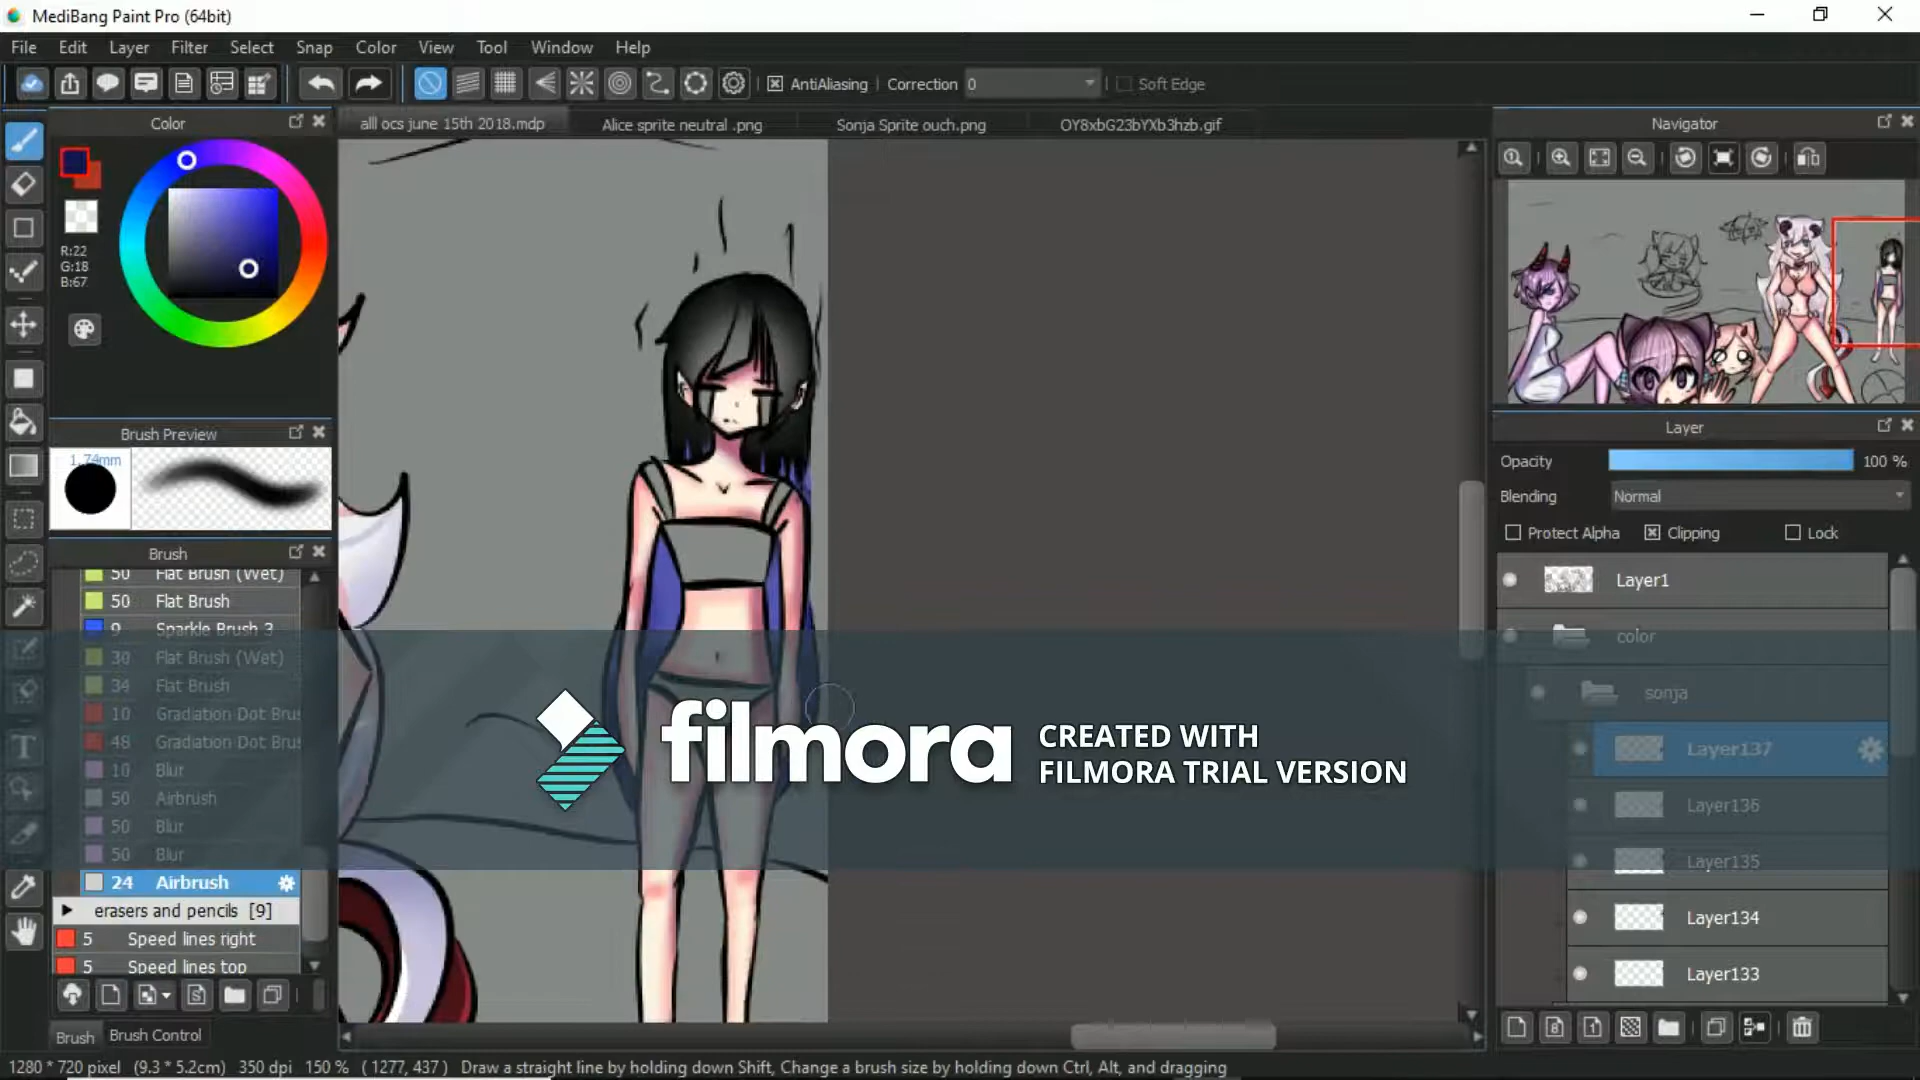 MediBang Paint Pro (64bit)
File Edit Layer Filter Select Snap Color View Tool Window Help
AntiAliasing Correction 0 Soft Edge
Color
alll ocs june 15th 2018.mdp
Alice sprite neutral .png
Sonja Sprite ouch.png
OY8xbG23bYXb3hzb.gif
Navigator
R:22
G:18
B:67
Brush Preview
1.74mm
Brush
50 Flat Brush (Wet)
50 Flat Brush
9 Sparkle Brush 3
30 Flat Brush (Wet)
34 Flat Brush
10 Gradation Dot Brus
48 Gradation Dot Brus
10 Blur
50 Airbrush
50 Blur
50 Blur
24 Airbrush
erasers and pencils [9]
5 Speed lines right
5 Speed lines top
Brush Brush Control
Layer
Opacity 100 %
Blending Normal
Protect Alpha Clipping Lock
Layer1
color
sonja
Layer137
Layer136
Layer135
Layer134
Layer133
filmora
CREATED WITH
FILMORA TRIAL VERSION
1280 * 720 pixel (9.3 * 5.2cm) 350 dpi 150 % ( 1277, 437 ) Draw a straight line by holding down Shift, Change a brush size by holding down Ctrl, Alt, and dragging